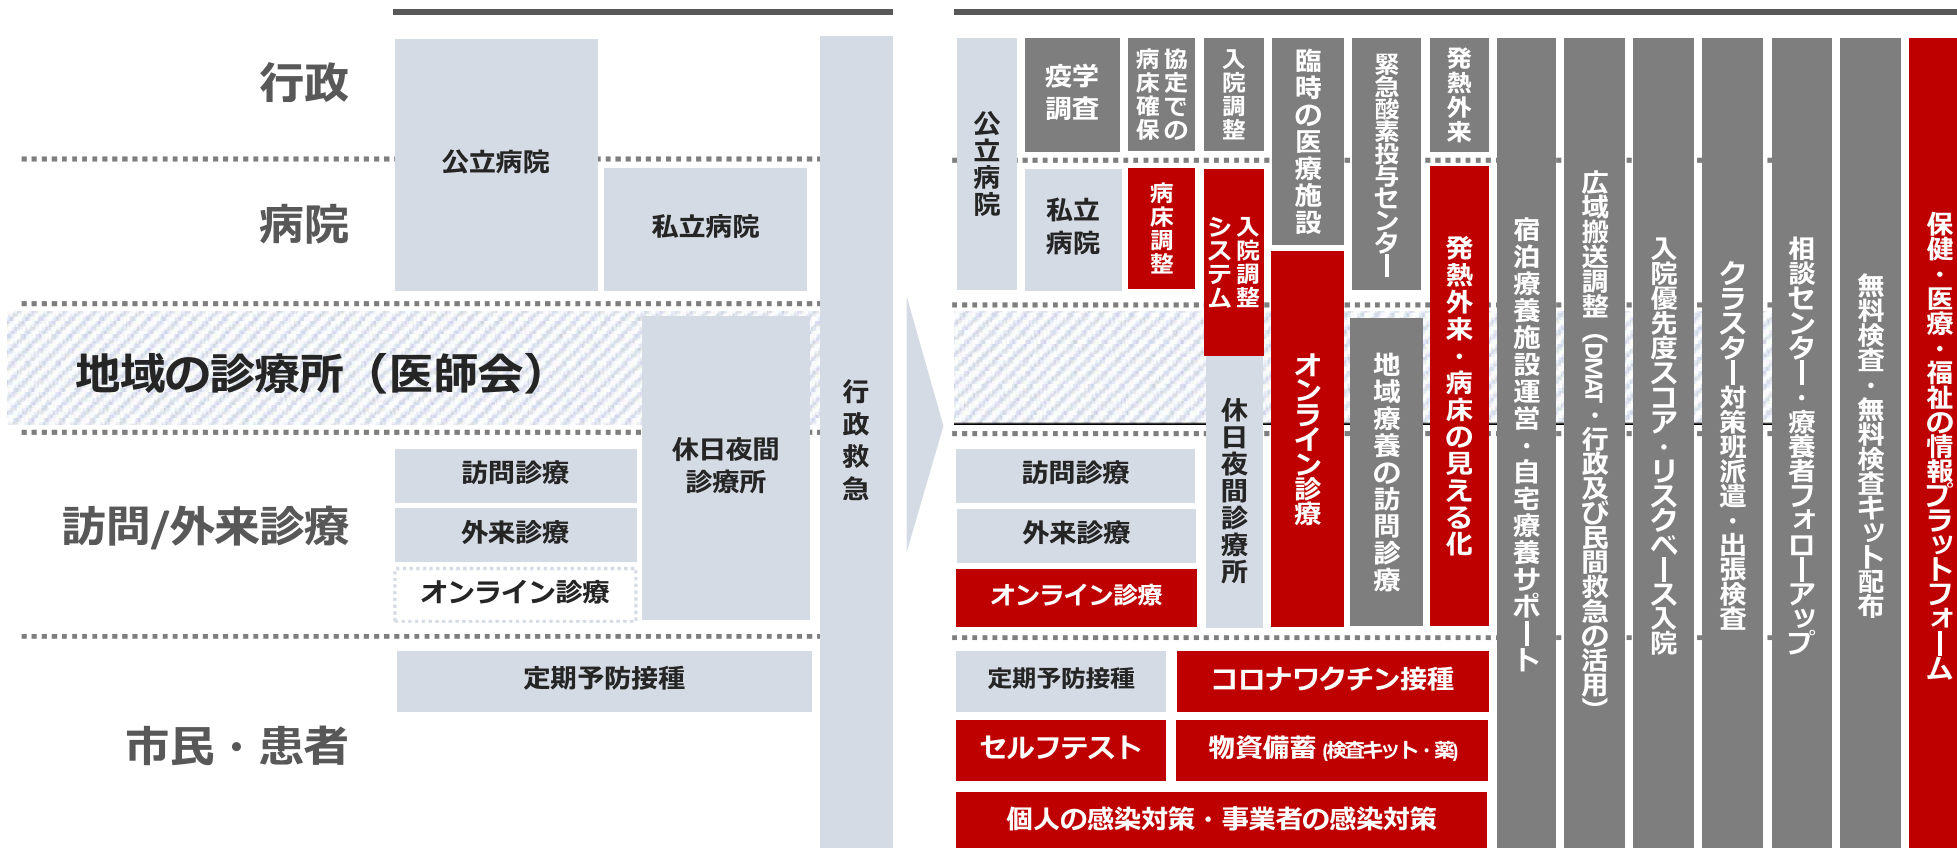 行政
病院
地域の診療所（医師会）
訪問/外来診療
市民・患者
公立病院
私立病院
休日夜間
診療所
訪問診療
外来診療
オンライン診療
定期予防接種
行政救急
公立病院
疫学
調査
私立
病院
協定での
病床確保
病床調整
入院調整
入院調整
システム
休日夜間診療所
臨時の医療施設
オンライン診療
緊急酸素投与センター
地域療養の訪問診療
発熱外来
発熱外来・病床の見える化
訪問診療
外来診療
オンライン診療
定期予防接種
コロナワクチン接種
セルフテスト
物資備蓄 (検査キット・薬)
個人の感染対策・事業者の感染対策
宿泊療養施設運営・自宅療養サポート
広域搬送調整（DMAT・行政及び民間救急の活用）
入院優先度スコア・リスクベース入院
クラスター対策班派遣・出張検査
相談センター・療養者フォローアップ
無料検査・無料検査キット配布
保健・医療・福祉の情報プラットフォーム